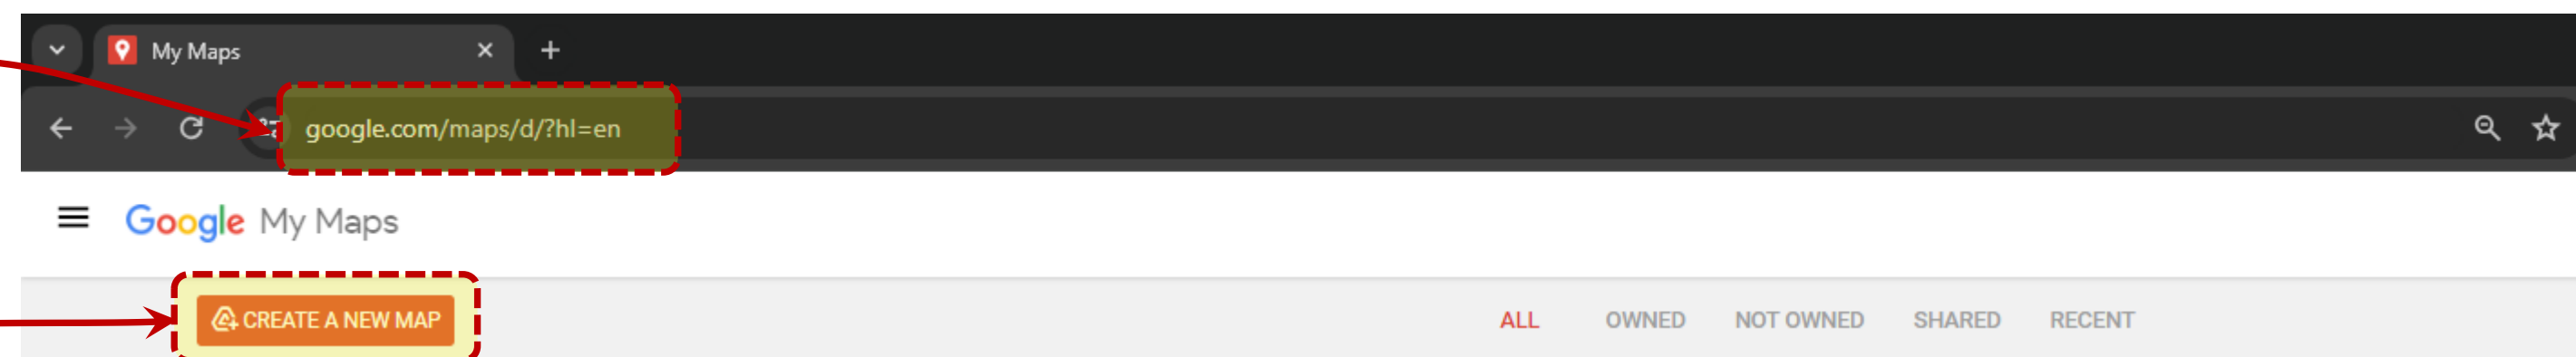 My Maps
google.com/maps/d/?hl=en
Google My Maps
CREATE A NEW MAP
ALL OWNED NOT OWNED SHARED RECENT